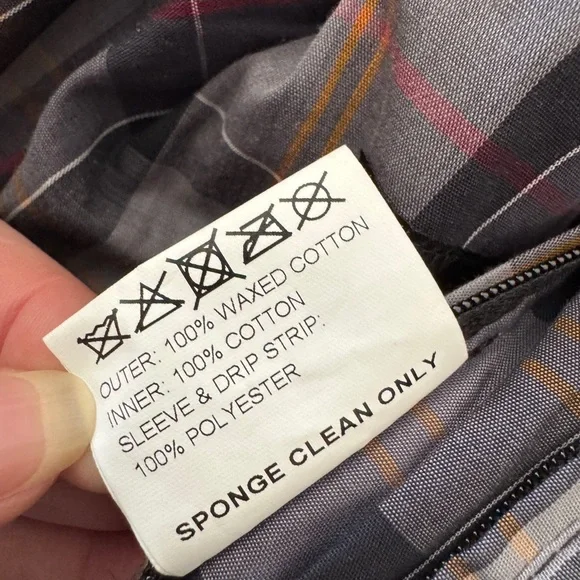 OUTER: 100% WAXED COTTON
INNER: 100% COTTON
SLEEVE & DRIP STRIP:
100% POLYESTER
SPONGE CLEAN ONLY